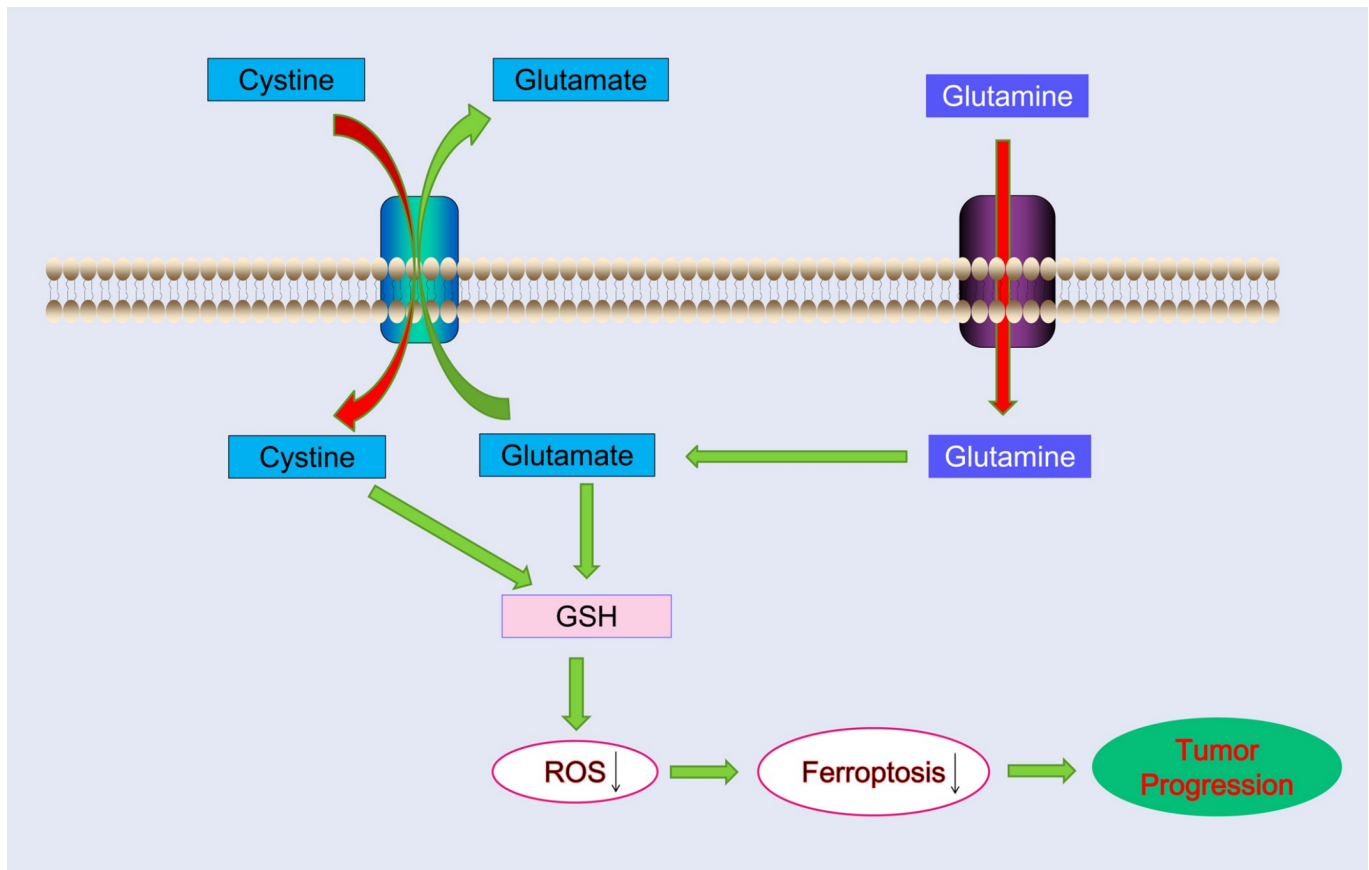 Cystine
Glutamate
Glutamine
Cystine
Glutamate
Glutamine
GSH
ROS
Ferroptosis
Tumor
Progression